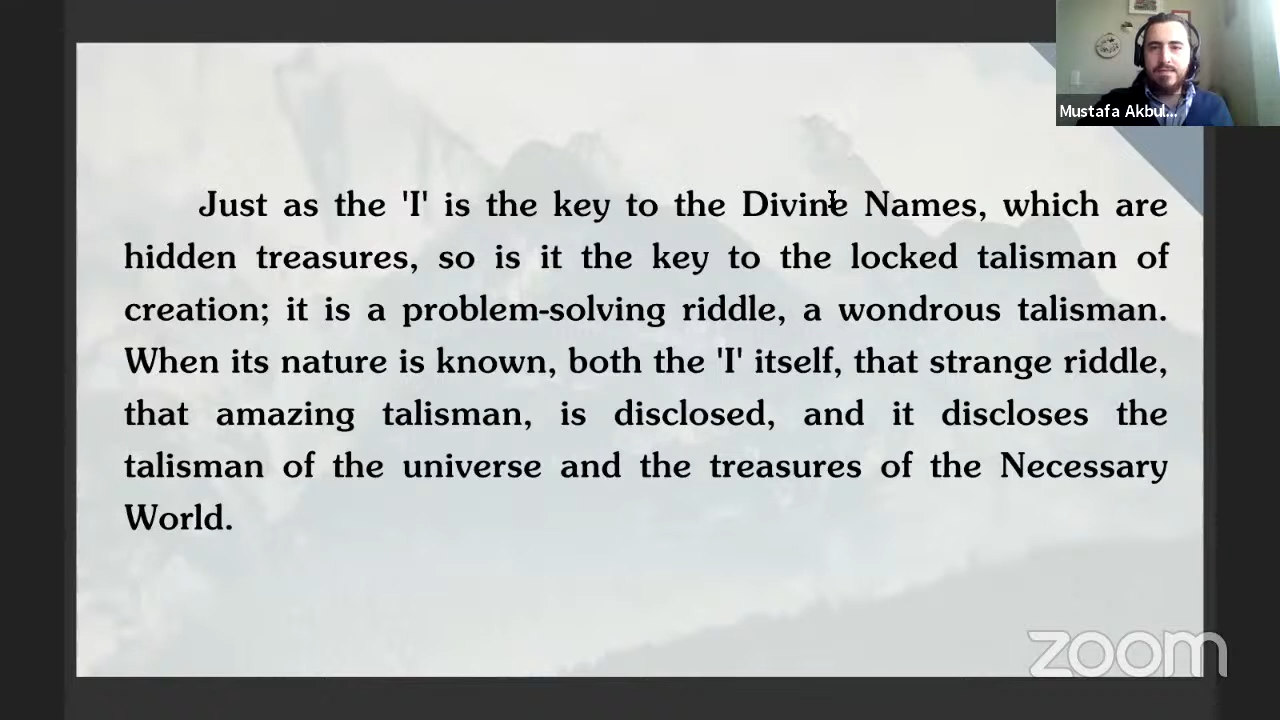 Mustafa Akbul...
Just as the 'I' is the key to the Divine Names, which are
hidden treasures, so is it the key to the locked talisman of
creation; it is a problem-solving riddle, a wondrous talisman.
When its nature is known, both the 'I' itself, that strange riddle,
that amazing talisman, is disclosed, and it discloses the
talisman of the universe and the treasures of the Necessary
World.
zoom